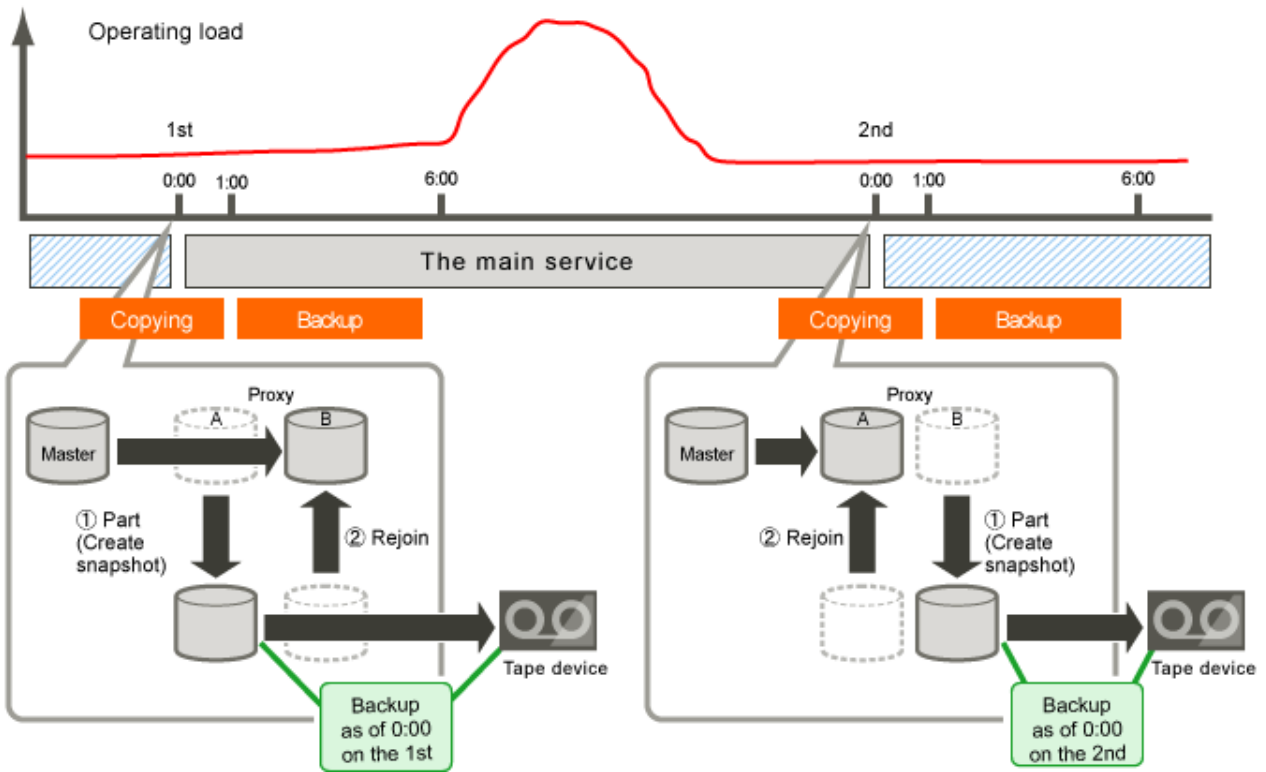 Operating load
1st
2nd
0:00
1:00
6:00
0:00
1:00
6:00
The main service
Copying
Backup
Copying
Backup
Proxy
A
B
Master
① Part
(Create
snapshot)
② Rejoin
Tape device
Backup
as of 0:00
on the 1st
Proxy
A
B
Master
② Rejoin
① Part
(Create
snapshot)
Tape device
Backup
as of 0:00
on the 2nd